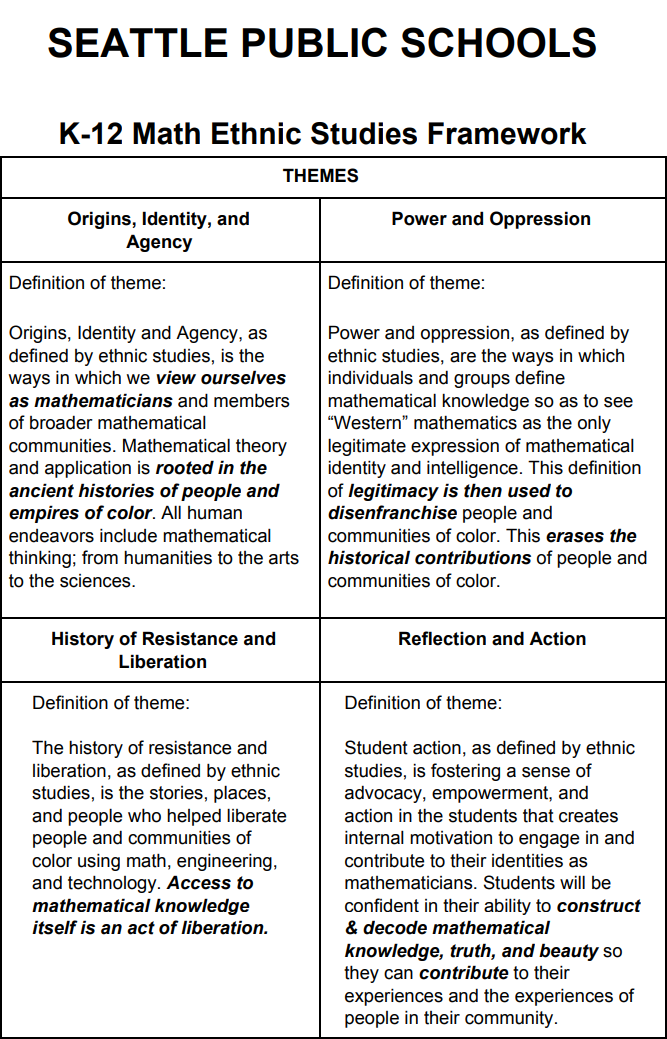 SEATTLE PUBLIC SCHOOLS
K-12 Math Ethnic Studies Framework
THEMES
Origins, Identity, and
Agency
Definition of theme:
Origins, Identity and Agency, as
defined by ethnic studies, is the
ways in which we view ourselves
as mathematicians and members
of broader mathematical
communities. Mathematical theory
and application is rooted in the
ancient histories of people and
empires of color. All human
endeavors include mathematical
thinking; from humanities to the arts
to the sciences.
Power and Oppression
Definition of theme:
Power and oppression, as defined by
ethnic studies, are the ways in which
individuals and groups define
mathematical knowledge so as to see
“Western” mathematics as the only
legitimate expression of mathematical
identity and intelligence. This definition
of legitimacy is then used to
disenfranchise people and
communities of color. This erases the
historical contributions of people and
communities of color.
History of Resistance and
Liberation
Definition of theme:
The history of resistance and
liberation, as defined by ethnic
studies, is the stories, places,
and people who helped liberate
people and communities of
color using math, engineering,
and technology. Access to
mathematical knowledge
itself is an act of liberation.
Reflection and Action
Definition of theme:
Student action, as defined by ethnic
studies, is fostering a sense of
advocacy, empowerment, and
action in the students that creates
internal motivation to engage in and
contribute to their identities as
mathematicians. Students will be
confident in their ability to construct
& decode mathematical
knowledge, truth, and beauty so
they can contribute to their
experiences and the experiences of
people in their community.